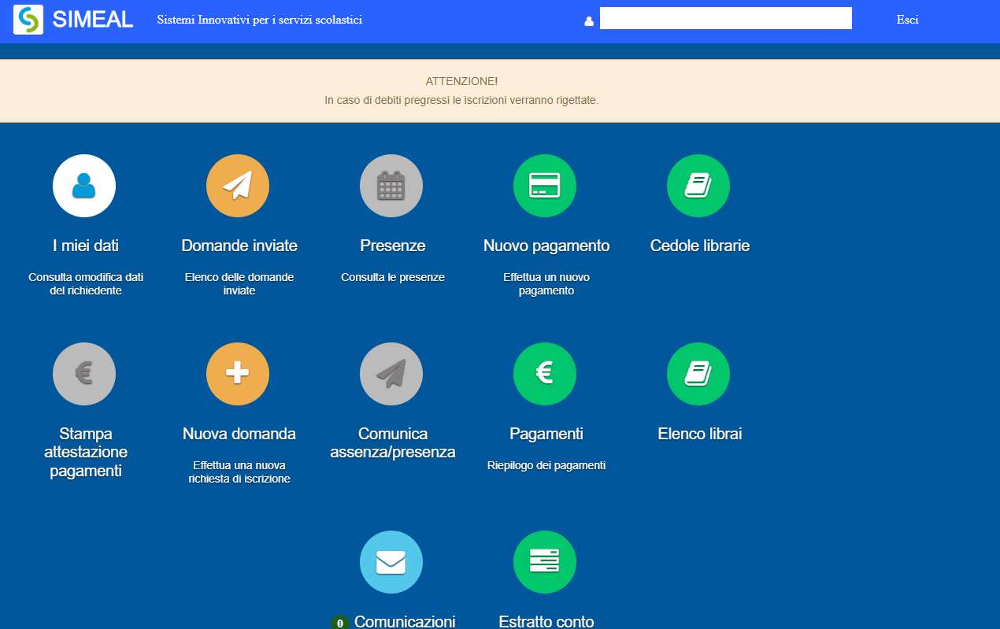 SIMEAL
Sistemi Innovativi per i servizi scolastici
Esci
ATTENZIONE!
In caso di debiti pregressi le iscrizioni verranno rigettate.
I miei dati
Consulta omodifica dati
del richiedente
Domande inviate
Elenco delle domande
inviate
Presenze
Consulta le presenze
Nuovo pagamento
Effettua un nuovo
pagamento
Cedole librarie
€
Stampa
attestazione
pagamenti
Nuova domanda
Effettua una nuova
richiesta di iscrizione
Comunica
assenza/presenza
€
Pagamenti
Riepilogo dei pagamenti
Elenco librai
0 Comunicazioni
Estratto conto